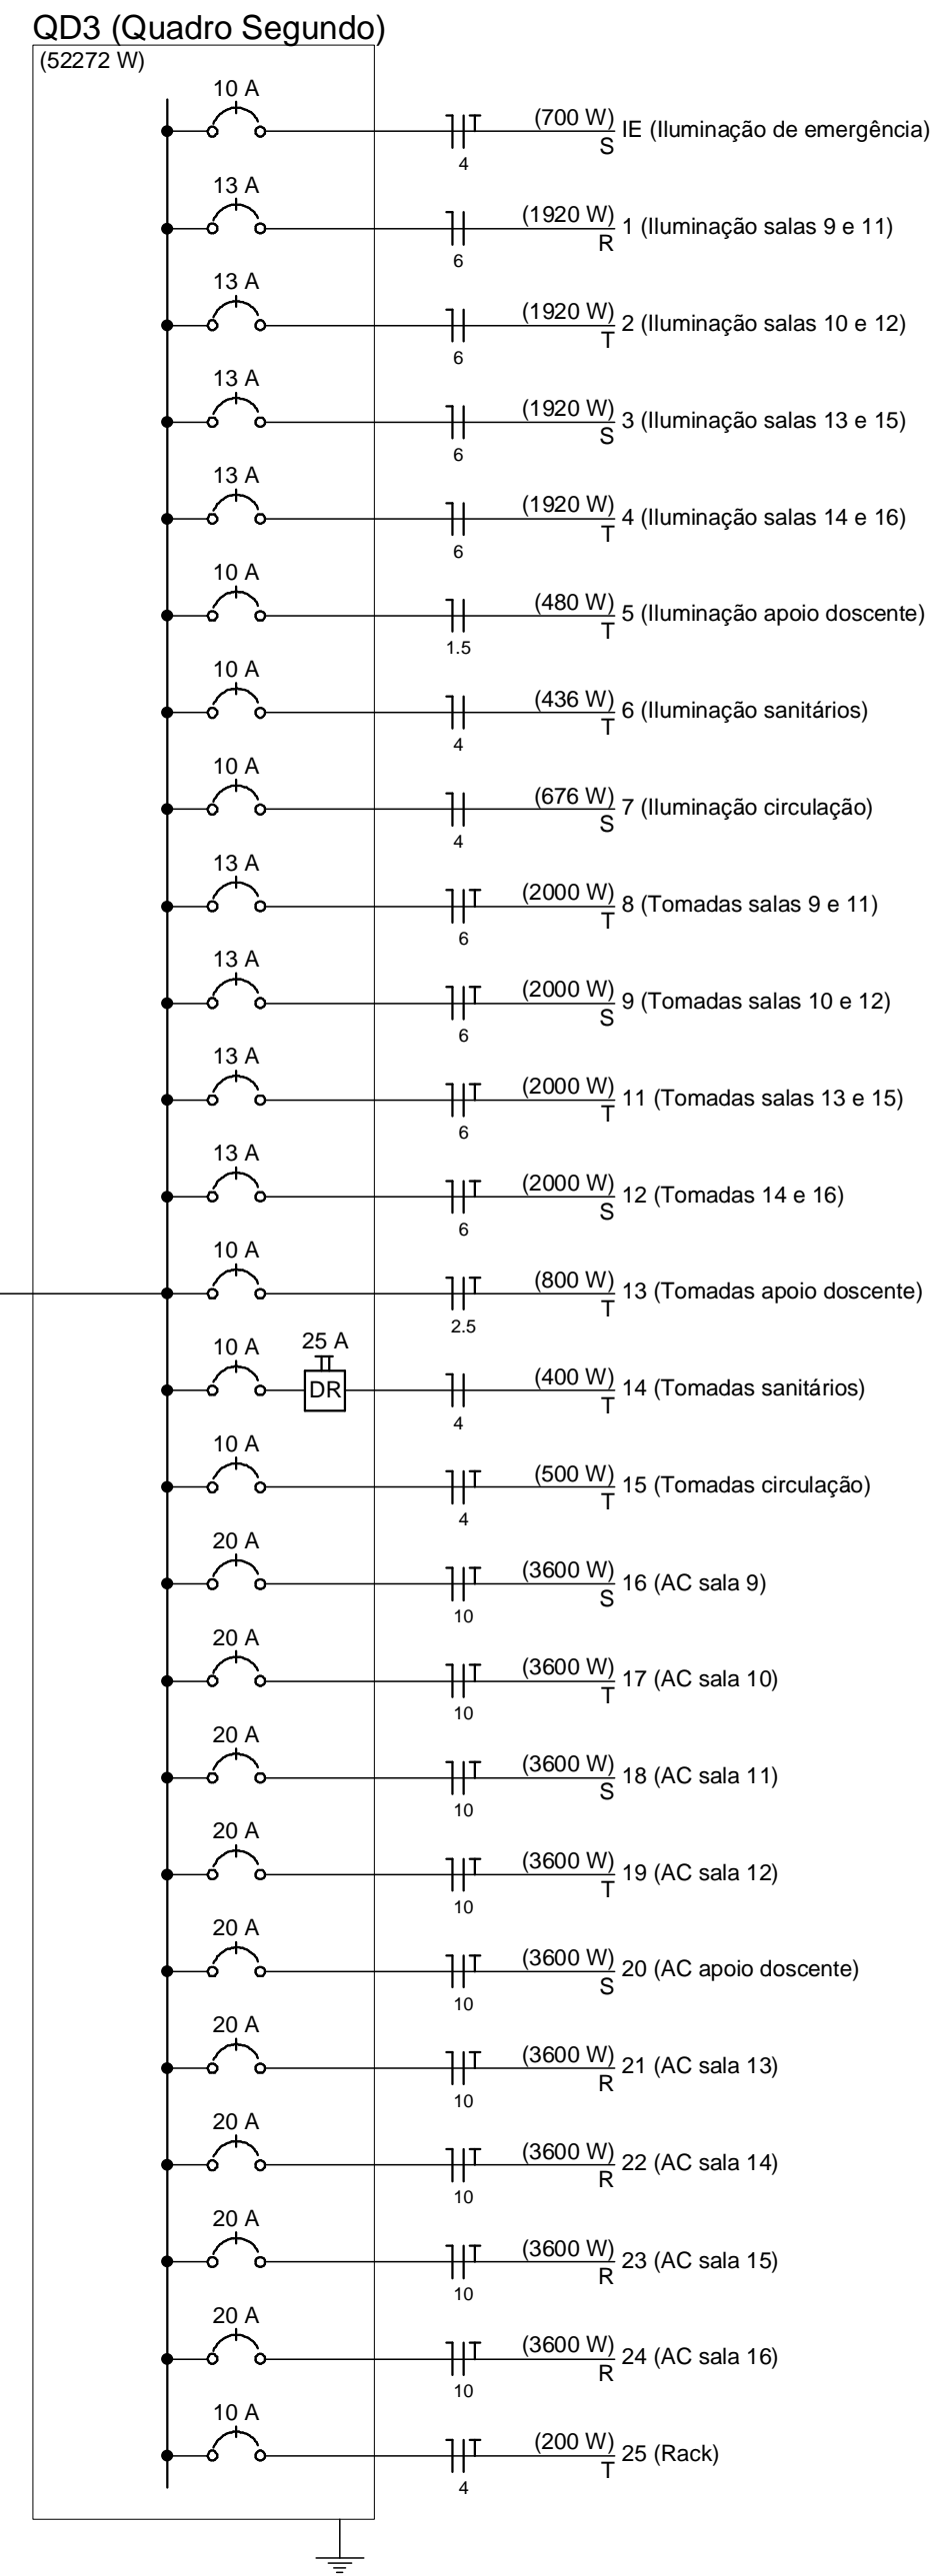 QD3 (Quadro Segundo)
(52272 W)
10 A
(700 W)
S
IE (Iluminação de emergência)
4
13 A
(1920 W)
R
1 (Iluminação salas 9 e 11)
6
13 A
(1920 W)
T
2 (Iluminação salas 10 e 12)
6
13 A
(1920 W)
S
3 (Iluminação salas 13 e 15)
6
13 A
(1920 W)
T
4 (Iluminação salas 14 e 16)
6
10 A
(480 W)
T
5 (Iluminação apoio doscente)
1.5
10 A
(436 W)
T
6 (Iluminação sanitários)
4
10 A
(676 W)
S
7 (Iluminação circulação)
4
13 A
(2000 W)
T
8 (Tomadas salas 9 e 11)
6
13 A
(2000 W)
S
9 (Tomadas salas 10 e 12)
6
13 A
(2000 W)
T
11 (Tomadas salas 13 e 15)
6
13 A
(2000 W)
S
12 (Tomadas 14 e 16)
6
10 A
(800 W)
T
13 (Tomadas apoio doscente)
2.5
10 A
25 A
DR
(400 W)
T
14 (Tomadas sanitários)
4
10 A
(500 W)
T
15 (Tomadas circulação)
4
20 A
(3600 W)
S
16 (AC sala 9)
10
20 A
(3600 W)
T
17 (AC sala 10)
10
20 A
(3600 W)
S
18 (AC sala 11)
10
20 A
(3600 W)
T
19 (AC sala 12)
10
20 A
(3600 W)
S
20 (AC apoio doscente)
10
20 A
(3600 W)
R
21 (AC sala 13)
10
20 A
(3600 W)
R
22 (AC sala 14)
10
20 A
(3600 W)
R
23 (AC sala 15)
10
20 A
(3600 W)
R
24 (AC sala 16)
10
10 A
(200 W)
T
25 (Rack)
4